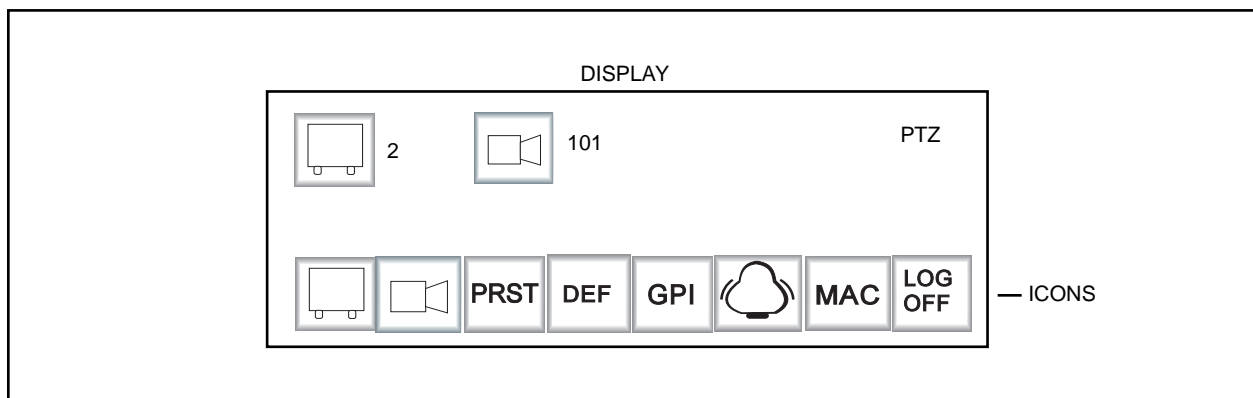 DISPLAY
2
101
PTZ
PRST DEF GPI MAC LOG OFF
ICONS